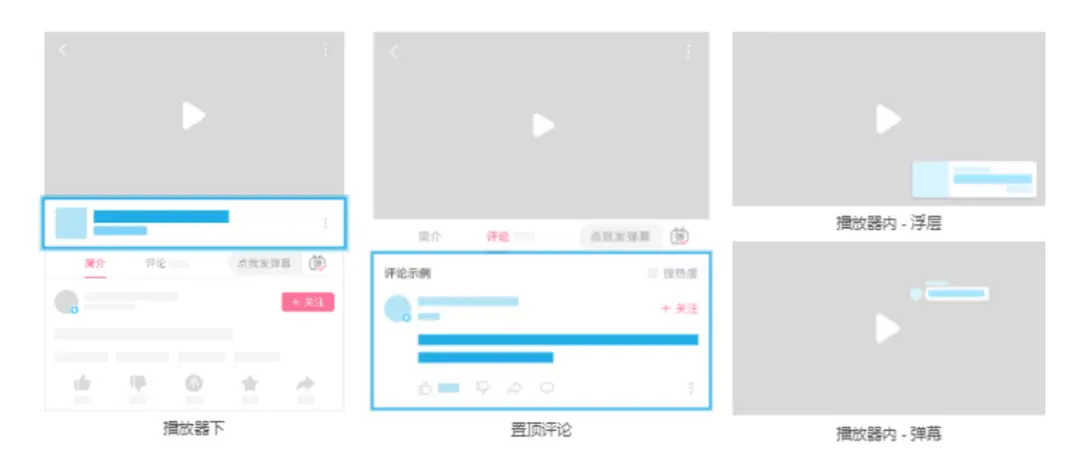 简介
评论
点我发弹幕
弹
+ 关注
播放器下
简介
评论
点我发弹幕
弹
评论示例
按热度
+ 关注
置顶评论
播放器内 - 浮层
播放器内 - 弹幕